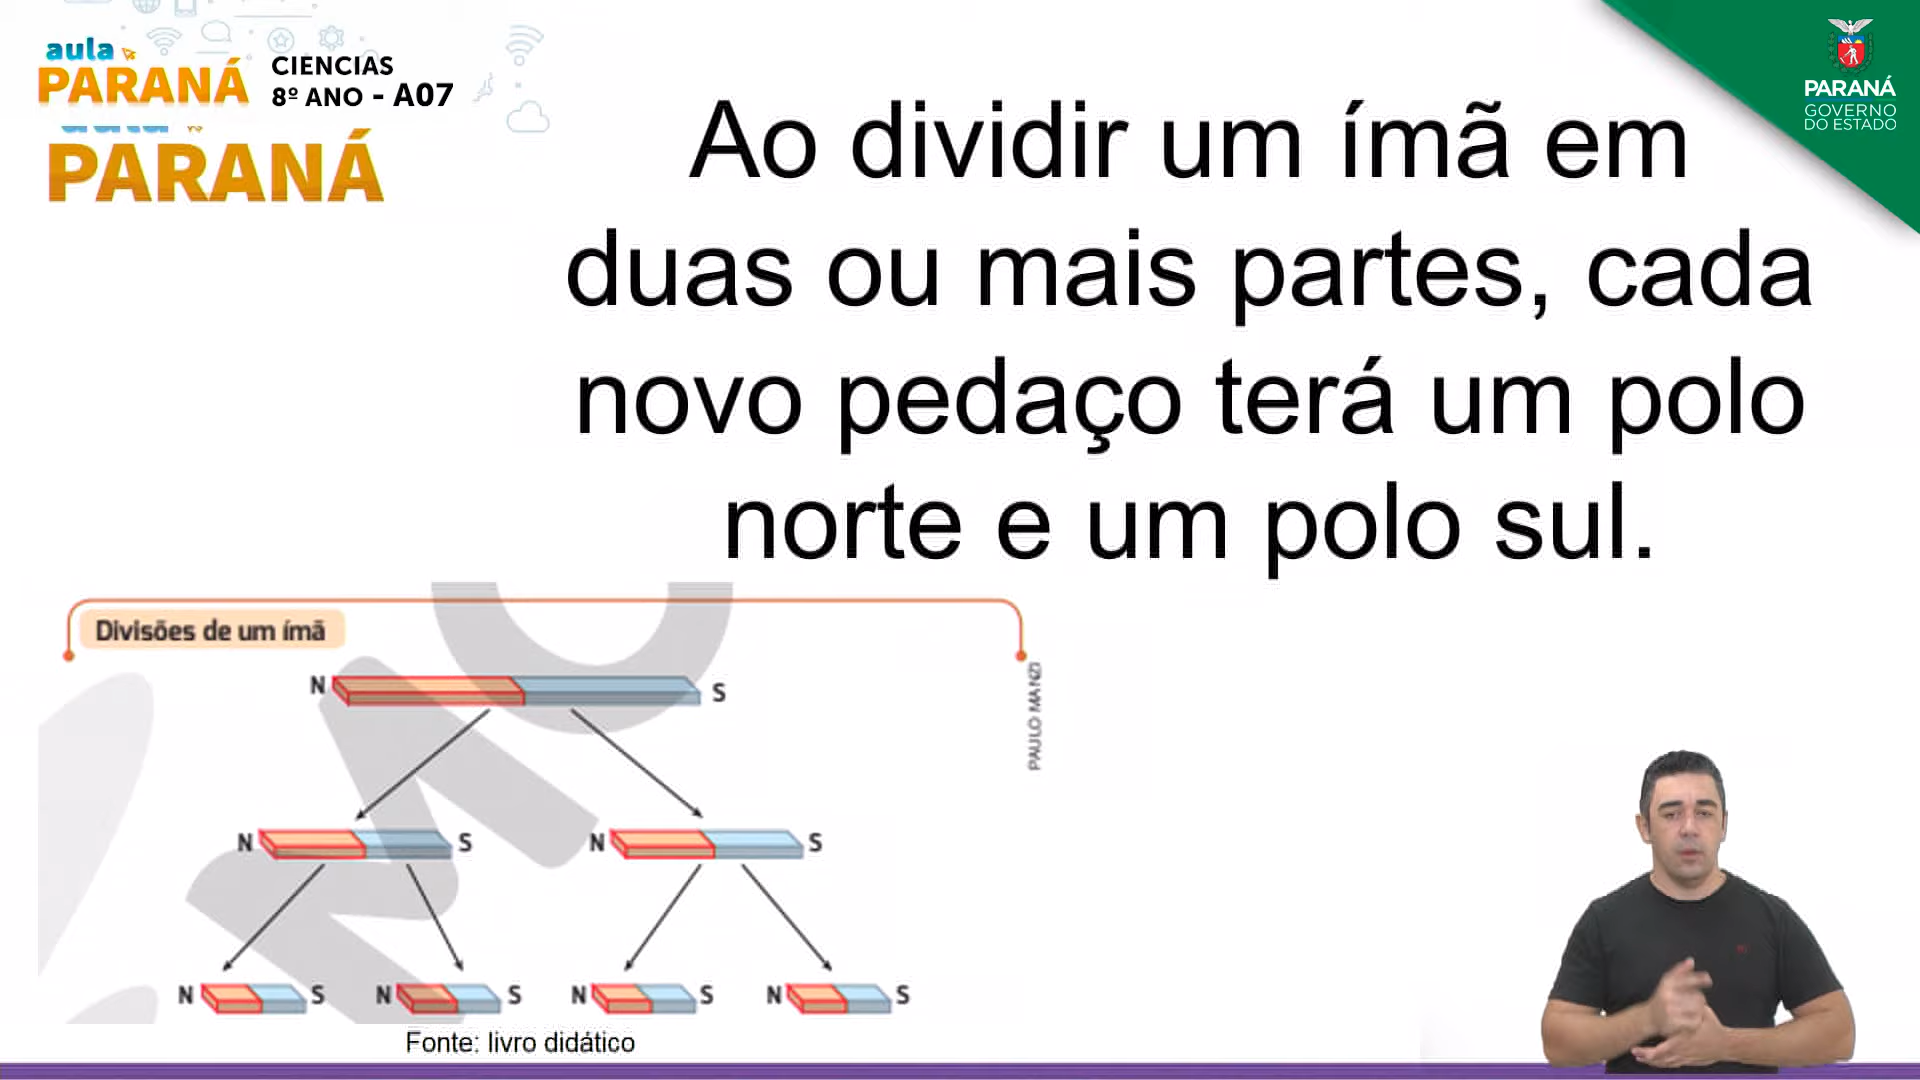 aula
PARANÁ
CIENCIAS
8º ANO - A07
PARANÁ
PARANÁ
GOVERNO
DO ESTADO
Ao dividir um ímã em
duas ou mais partes, cada
novo pedaço terá um polo
norte e um polo sul.
Divisões de um ímã
PAULO MANZI
N S
N S N S
N S N S N S N S
Fonte: livro didático